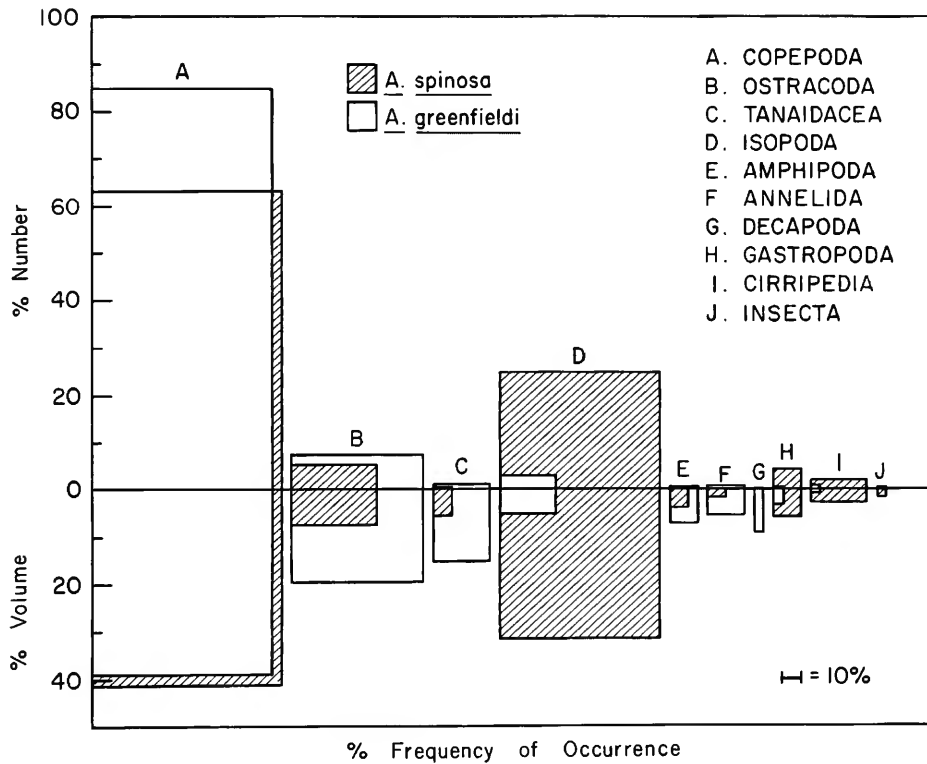 100
80
60
40
20
0
20
40
% Number
% Volume
A
B
C
D
E
F
G
H
I
J
A. spinosa
A. greenfieldi
A. COPEPODA
B. OSTRACODA
C. TANAIDACEA
D. ISOPODA
E. AMPHIPODA
F. ANNELIDA
G. DECAPODA
H. GASTROPODA
I. CIRRIPEDIA
J. INSECTA
= 10%
% Frequency of Occurrence